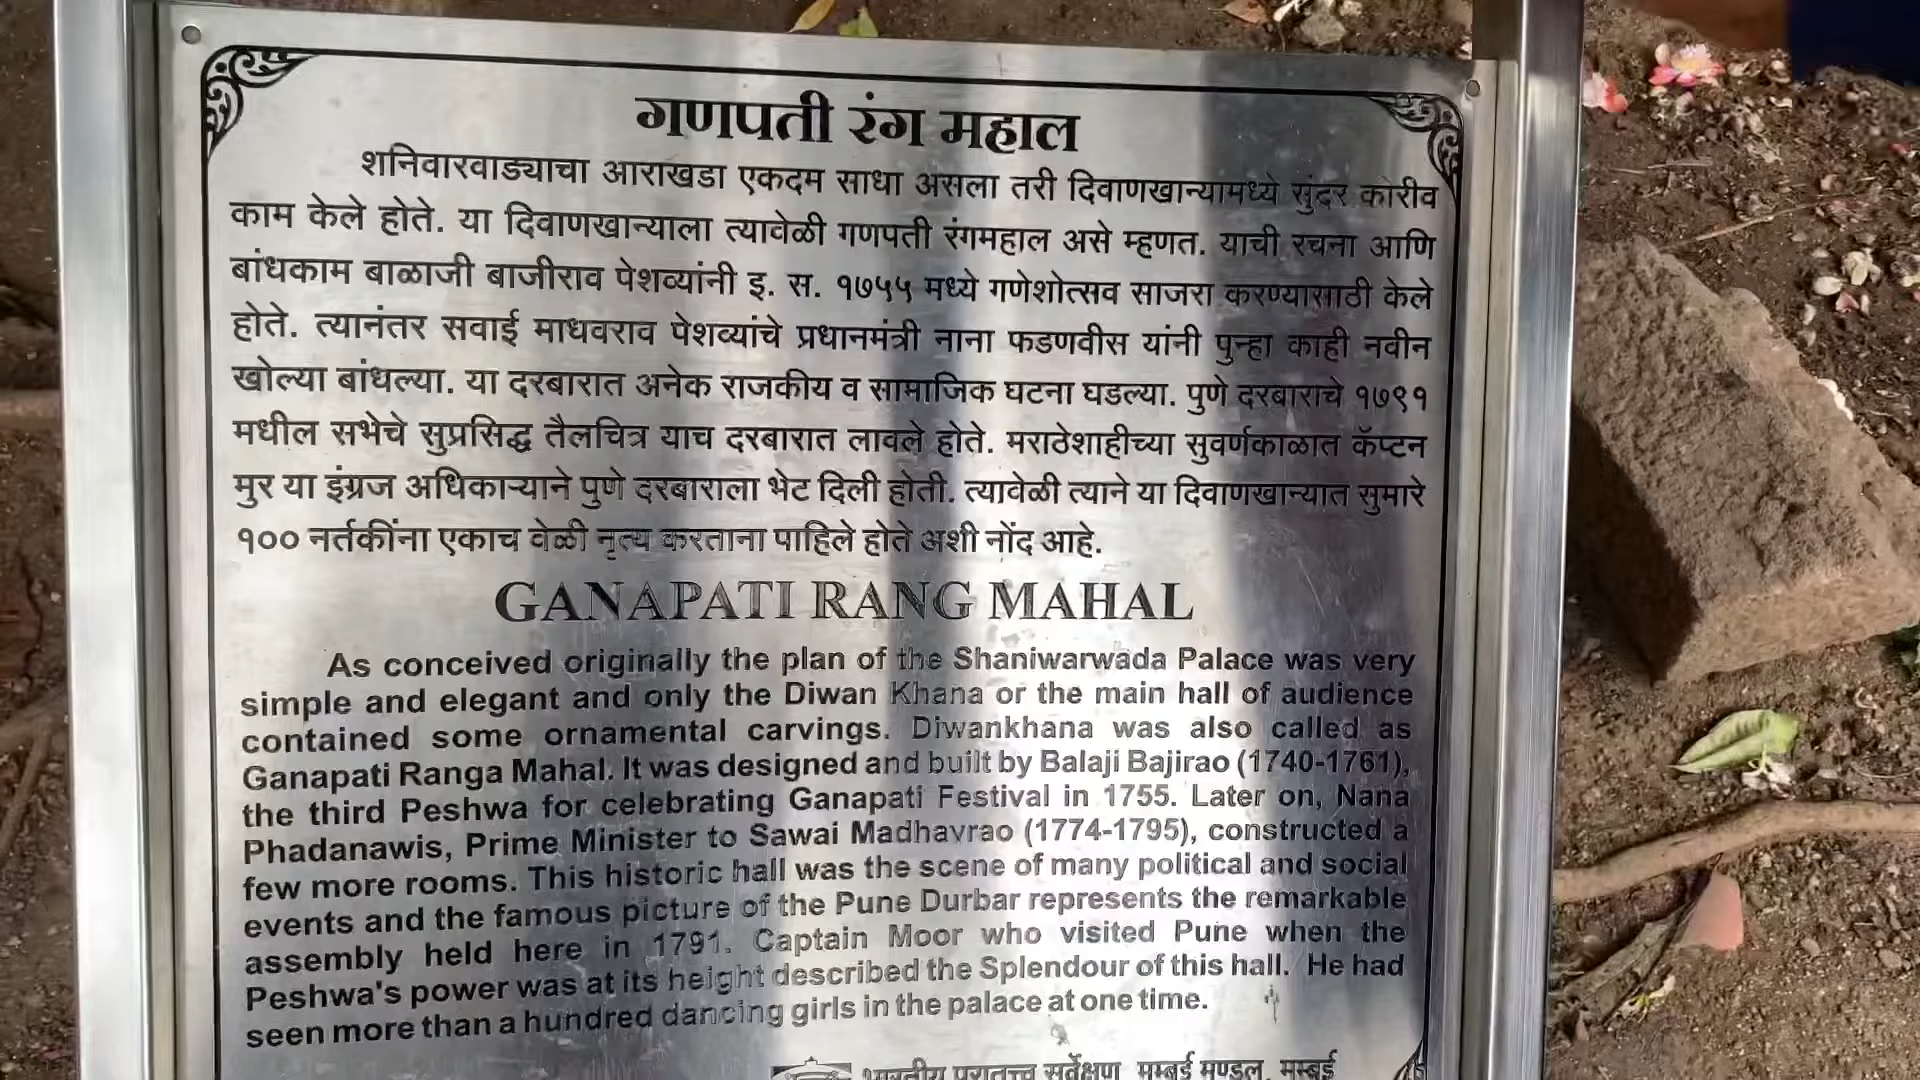 गणपती रंग महाल
शनिवारवाड्याचा आराखडा एकदम साधा असला तरी दिवाणखान्यामध्ये सुंदर कोरीव
काम केले होते. या दिवाणखान्याला त्यावेळी गणपती रंगमहाल असे म्हणत. याची रचना आणि
बांधकाम बाळाजी बाजीराव पेशव्यांनी इ. स. १७५५ मध्ये गणेशोत्सव साजरा करण्यासाठी केले
होते. त्यानंतर सवाई माधवराव पेशव्यांचे प्रधानमंत्री नाना फडणवीस यांनी पुन्हा काही नवीन
खोल्या बांधल्या. या दरबारात अनेक राजकीय व सामाजिक घटना घडल्या. पुणे दरबाराचे १७९१
मधील सभेचे सुप्रसिद्ध तैलचित्र याच दरबारात लावले होते. मराठेशाहीच्या सुवर्णकाळात कॅप्टन
मुर या इंग्रज अधिकाऱ्याने पुणे दरबाराला भेट दिली होती. त्यावेळी त्याने या दिवाणखान्यात सुमारे
१०० नर्तकींना एकाच वेळी नृत्य करताना पाहिले होते अशी नोंद आहे.
GANAPATI RANG MAHAL
As conceived originally the plan of the Shaniwarwada Palace was very
simple and elegant and only the Diwan Khana or the main hall of audience
contained some ornamental carvings. Diwankhana was also called as
Ganapati Ranga Mahal. It was designed and built by Balaji Bajirao (1740-1761),
the third Peshwa for celebrating Ganapati Festival in 1755. Later on, Nana
Phadanawis, Prime Minister to Sawai Madhavrao (1774-1795), constructed a
few more rooms. This historic hall was the scene of many political and social
events and the famous picture of the Pune Durbar represents the remarkable
assembly held here in 1791. Captain Moor who visited Pune when the
Peshwa's power was at its height described the Splendour of this hall. He had
seen more than a hundred dancing girls in the palace at one time.
भारतीय पुरातत्त्व सर्वेक्षण मुम्बई मण्डल, मुम्बई